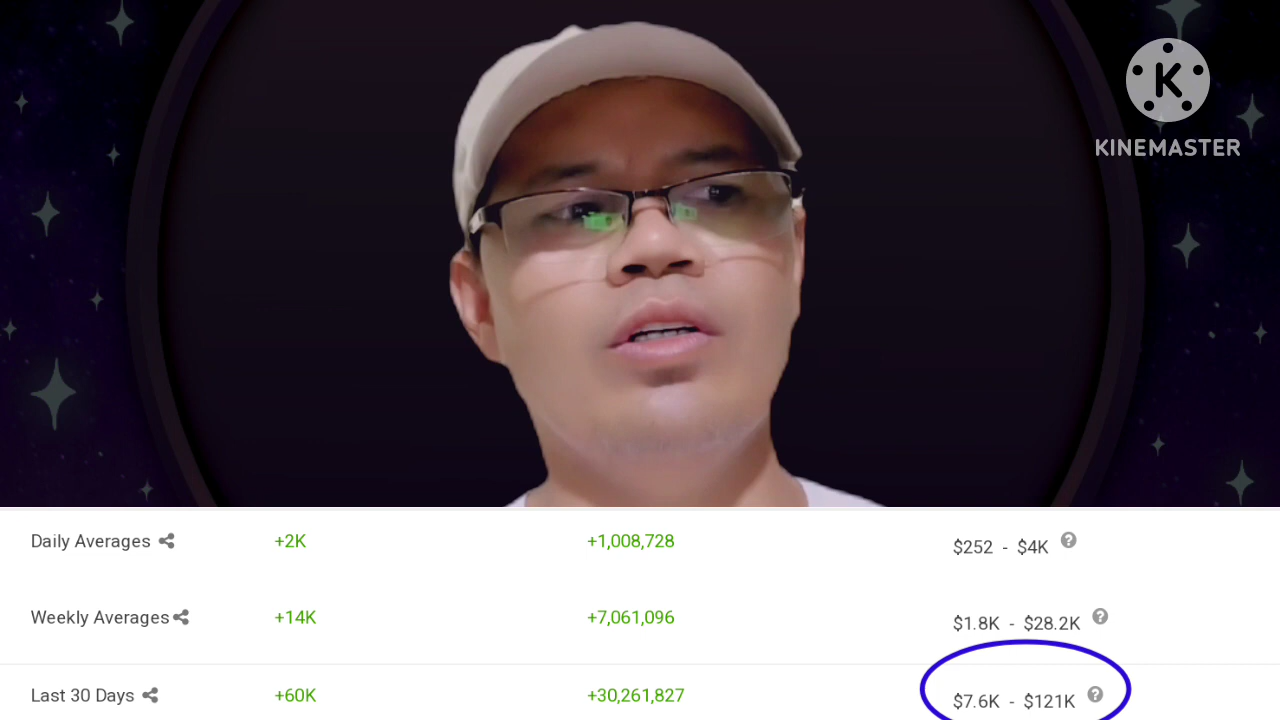 K
KINEMASTER
Daily Averages +2K +1,008,728 $252 - $4K ?
Weekly Averages +14K +7,061,096 $1.8K - $28.2K ?
Last 30 Days +60K +30,261,827 $7.6K - $121K ?